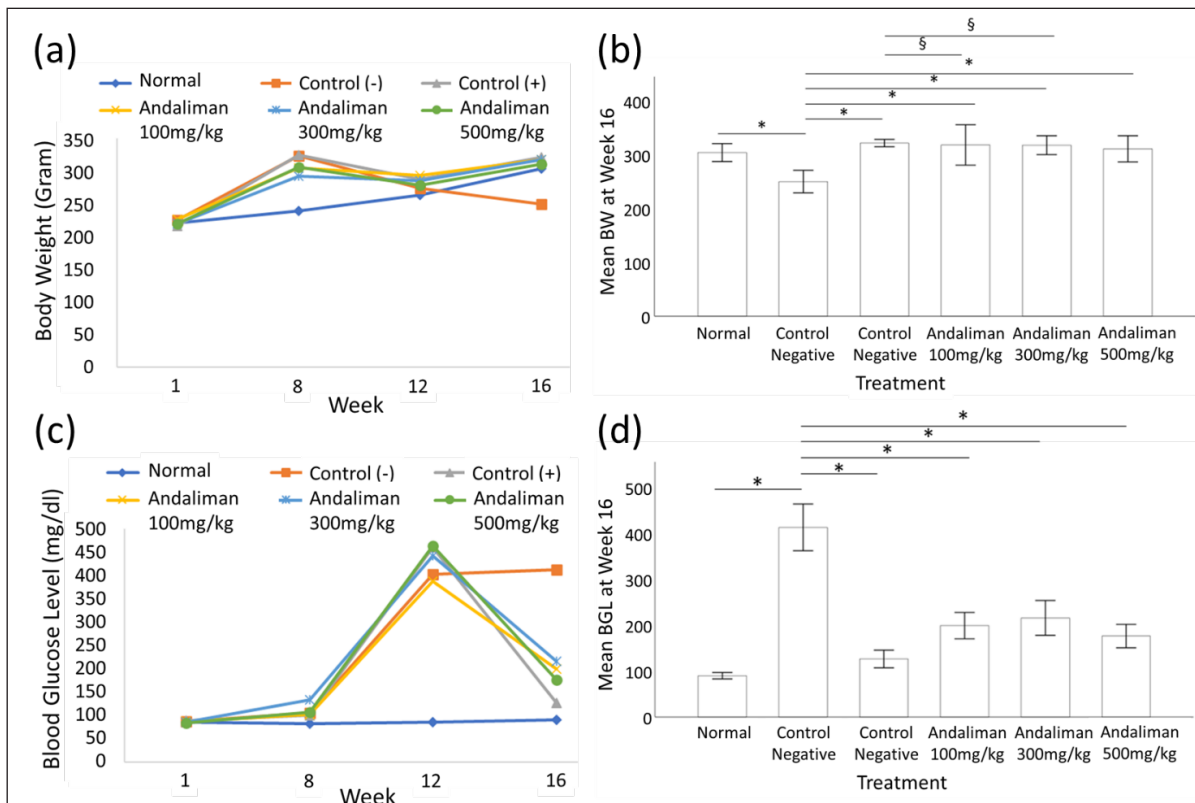 (a)
Normal
Control (-)
Control (+)
Andaliman
100mg/kg
Andaliman
300mg/kg
Andaliman
500mg/kg
Body Weight (Gram)
350
300
250
200
150
100
50
0
1
8
12
16
Week
(b)
§
§
*
*
*
*
*
Mean BW at Week 16
400
300
200
100
0
Normal
Control
Negative
Control
Negative
Andaliman
100mg/kg
Andaliman
300mg/kg
Andaliman
500mg/kg
Treatment
(c)
Normal
Control (-)
Control (+)
Andaliman
100mg/kg
Andaliman
300mg/kg
Andaliman
500mg/kg
Blood Glucose Level (mg/dl)
500
450
400
350
300
250
200
150
100
50
0
1
8
12
16
Week
(d)
*
*
*
*
*
Mean BGL at Week 16
500
400
300
200
100
0
Normal
Control
Negative
Control
Negative
Andaliman
100mg/kg
Andaliman
300mg/kg
Andaliman
500mg/kg
Treatment